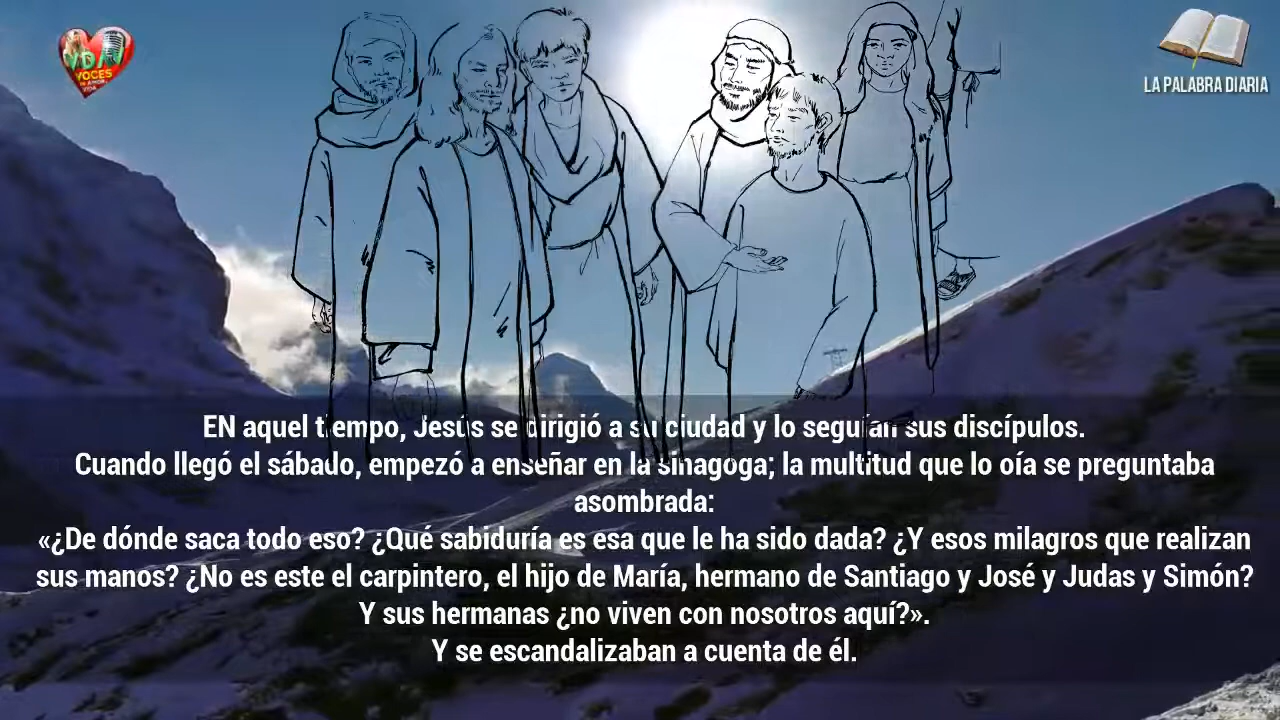 VOCES
LA PALABRA DIARIA
EN aquel tiempo, Jesús se dirigió a su ciudad y lo seguían sus discípulos.
Cuando llegó el sábado, empezó a enseñar en la sinagoga; la multitud que lo oía se preguntaba
asombrada:
«¿De dónde saca todo eso? ¿Qué sabiduría es esa que le ha sido dada? ¿Y esos milagros que realizan
sus manos? ¿No es este el carpintero, el hijo de María, hermano de Santiago y José y Judas y Simón?
Y sus hermanas ¿no viven con nosotros aquí?».
Y se escandalizaban a cuenta de él.